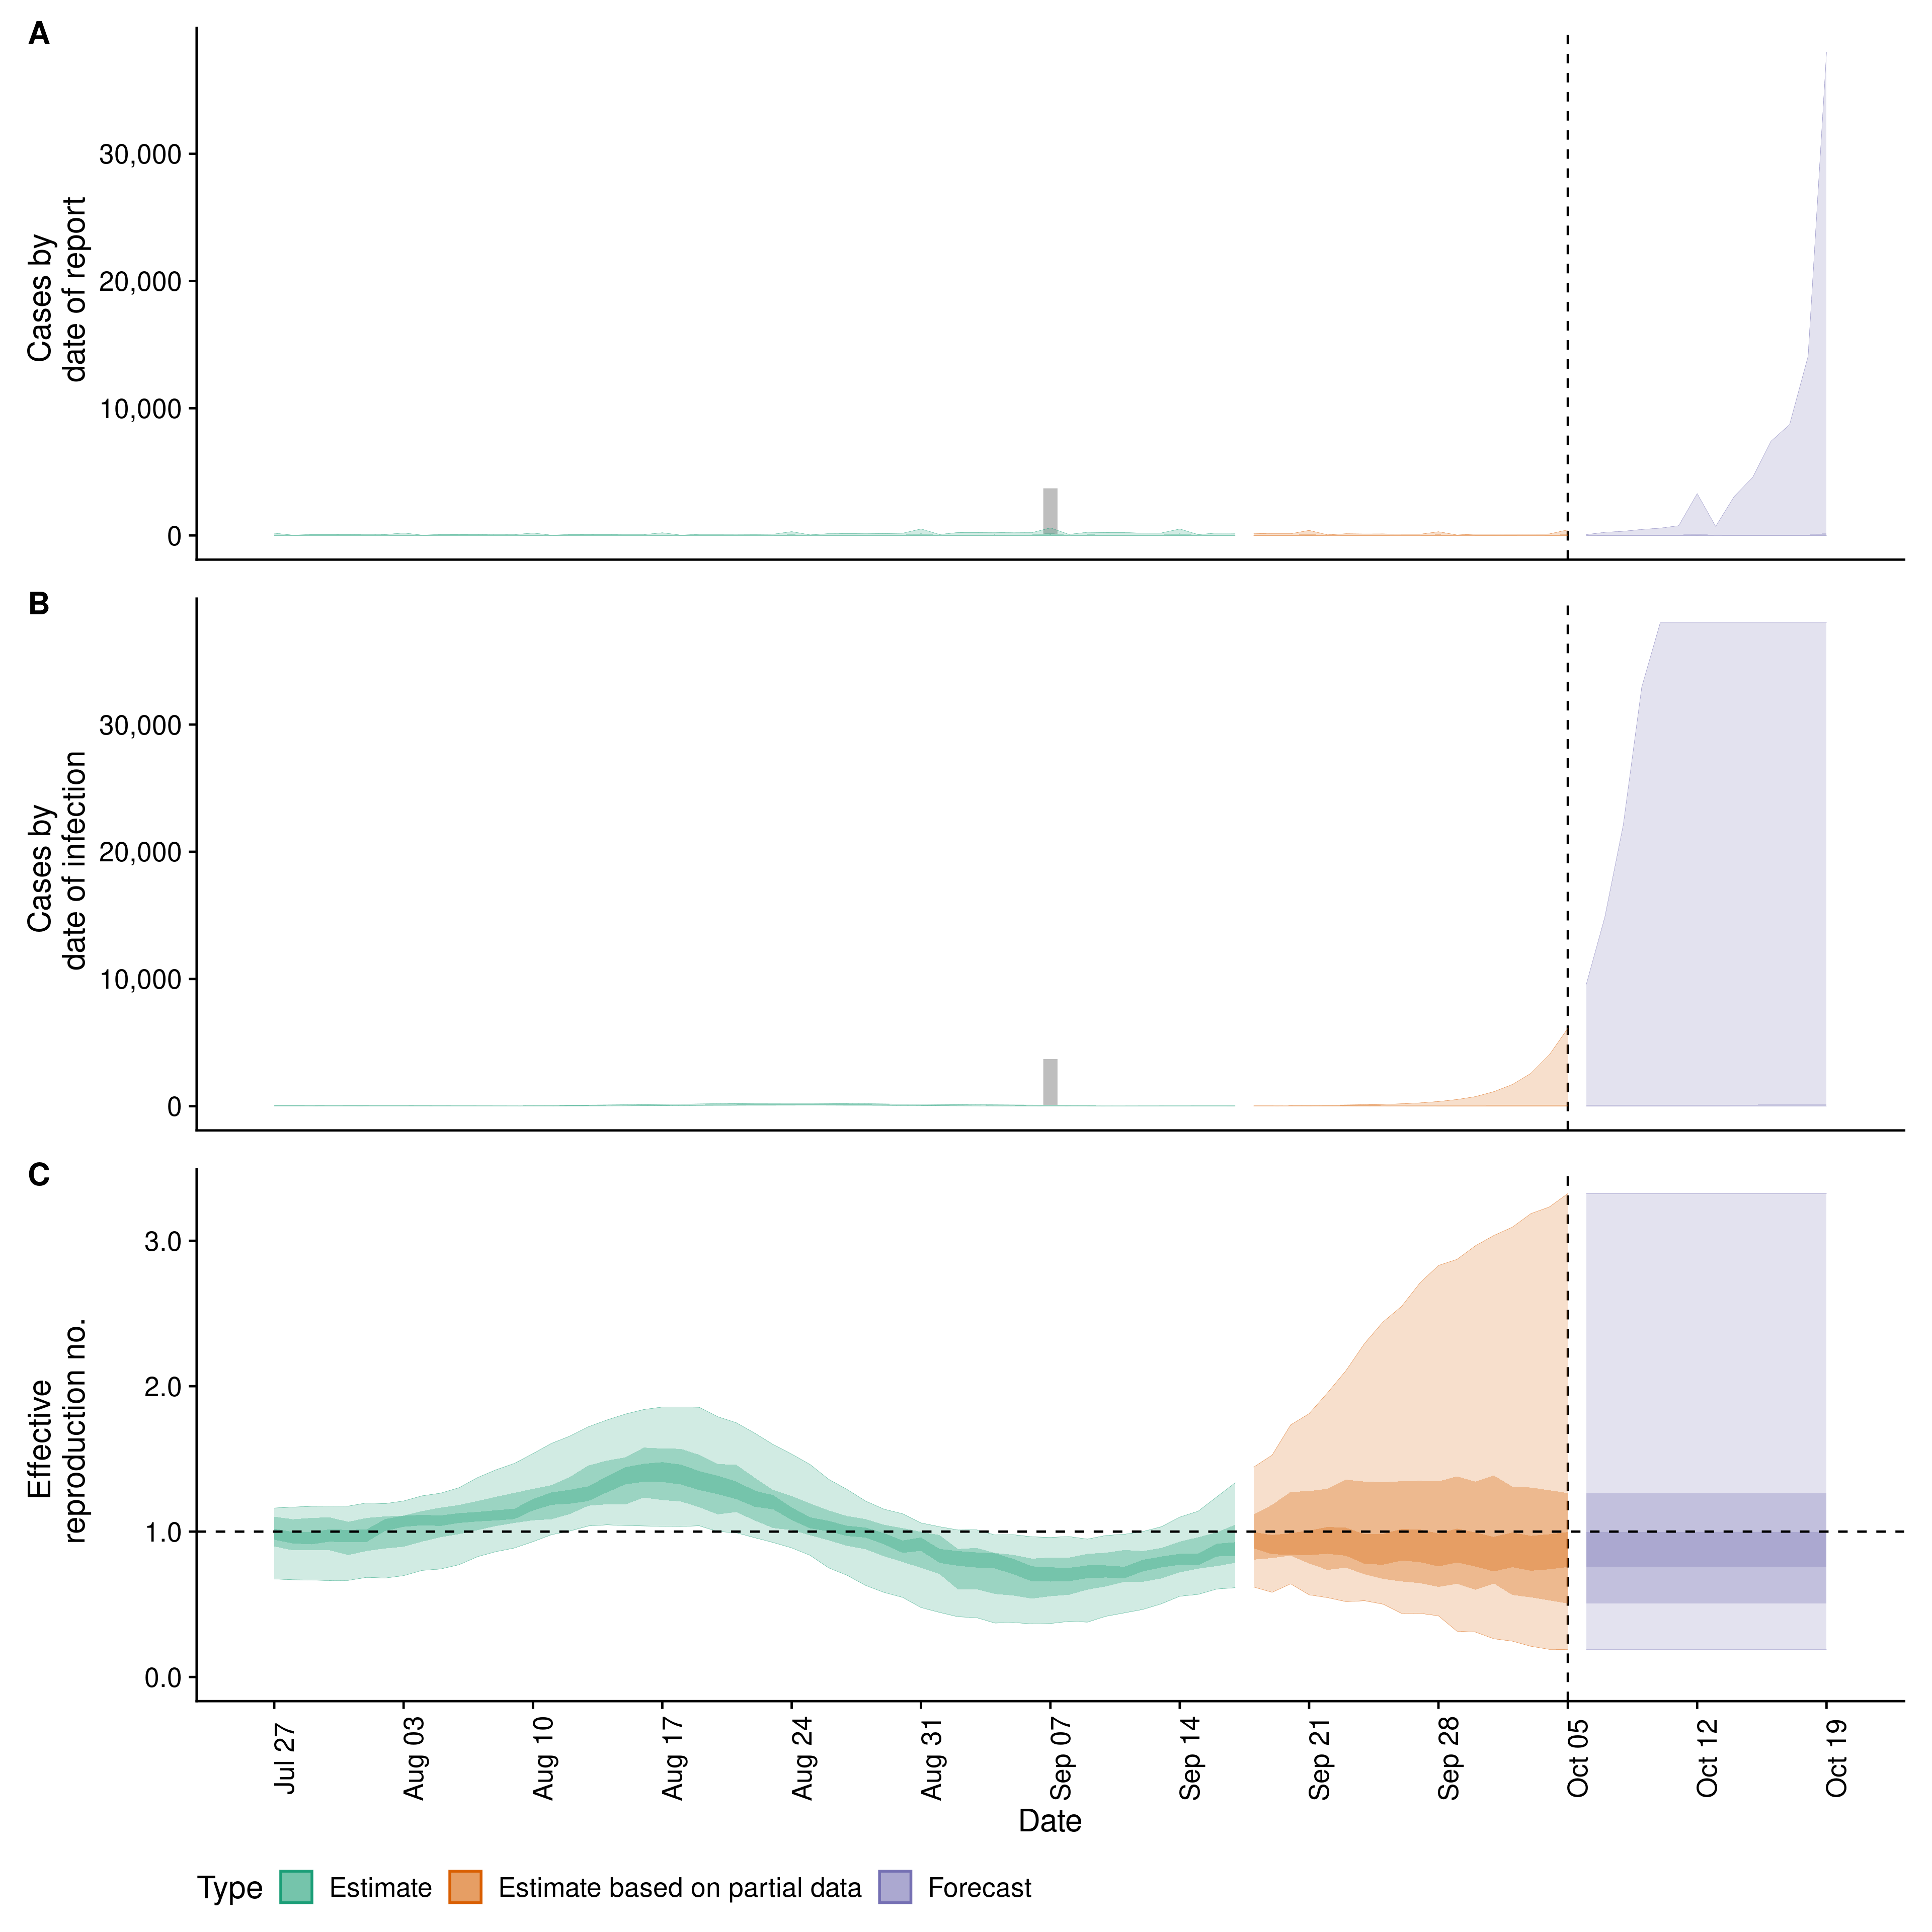 A
Cases by
date of report
30,000
20,000
10,000
0
B
Cases by
date of infection
30,000
20,000
10,000
0
C
Effective
reproduction no.
3.0
2.0
1.0
0.0
Jul 27
Aug 03
Aug 10
Aug 17
Aug 24
Aug 31
Sep 07
Sep 14
Sep 21
Sep 28
Oct 05
Oct 12
Oct 19
Date
Type Estimate Estimate based on partial data Forecast